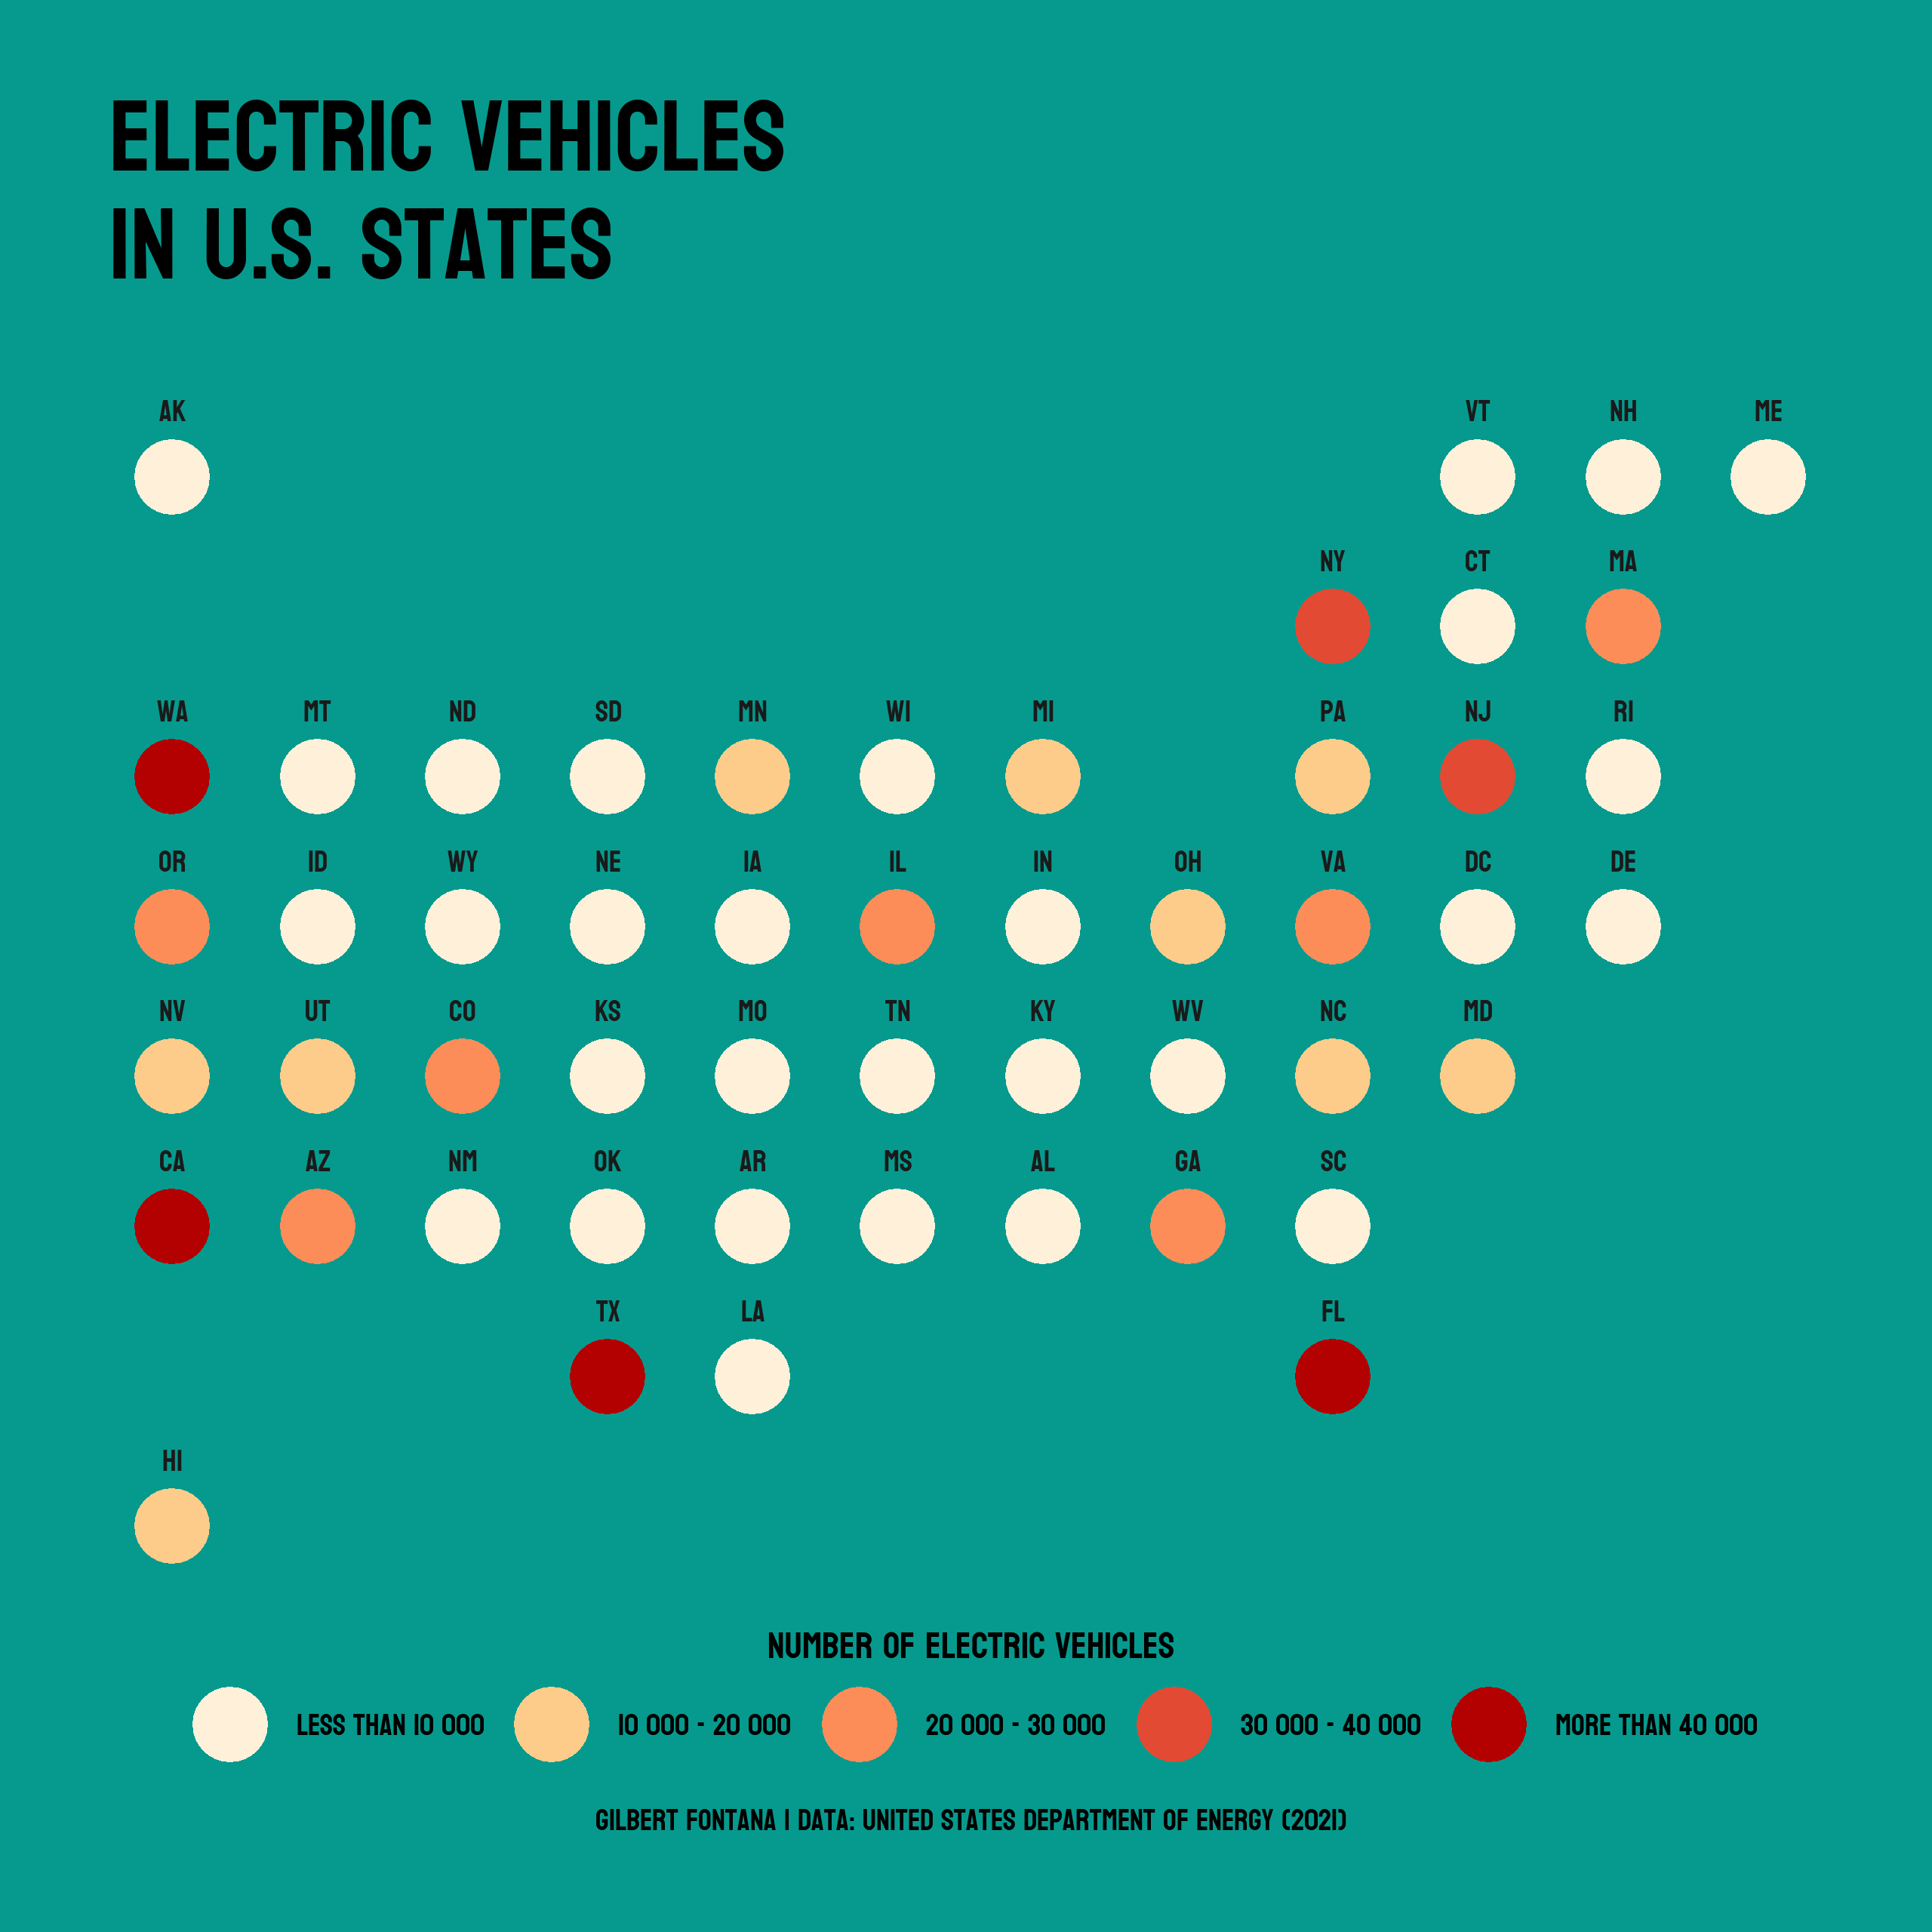 ELECTRIC VEHICLES
IN U.S. STATES
AK VT NH ME
NY CT MA
WA MT ND SD MN WI MI PA NJ RI
OR ID WY NE IA IL IN OH VA DC DE
NV UT CO KS MO TN KY WV NC MD
CA AZ NM OK AR MS AL GA SC
TX LA FL
HI
NUMBER OF ELECTRIC VEHICLES
LESS THAN 10 000 10 000 - 20 000 20 000 - 30 000 30 000 - 40 000 MORE THAN 40 000
GILBERT FONTANA | DATA: UNITED STATES DEPARTMENT OF ENERGY (2021)